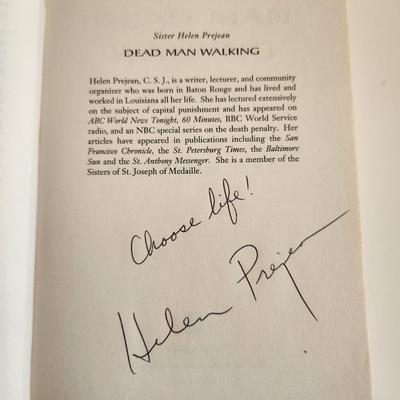 Sister Helen Prejean
DEAD MAN WALKING
Helen Prejean, C. S. J., is a writer, lecturer, and community
organizer who was born in Baton Rouge and has lived and
worked in Louisiana all her life. She has lectured extensively
on the subject of capital punishment and has appeared on
ABC World News Tonight, 60 Minutes, BBC World Service
radio, and an NBC special series on the death penalty. Her
articles have appeared in publications including the San
Francisco Chronicle, the St. Petersburg Times, the Baltimore
Sun and the St. Anthony Messenger. She is a member of the
Sisters of St. Joseph of Medaille.
Choose life!
Helen Prejean